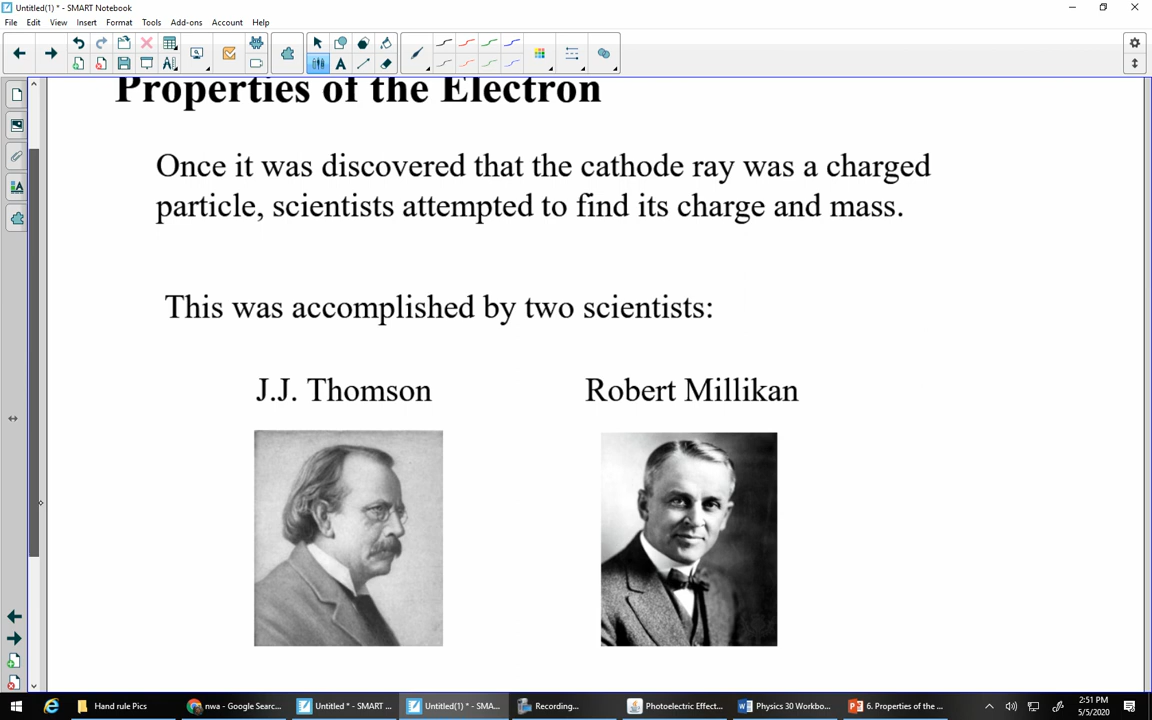 Untitled(1) * - SMART Notebook
File Edit View Insert Format Tools Add-ons Account Help
Properties of the Electron
Once it was discovered that the cathode ray was a charged
particle, scientists attempted to find its charge and mass.
This was accomplished by two scientists:
J.J. Thomson Robert Millikan
Hand rule Pics nwa - Google Searc... Untitled * - SMART ... Untitled(1) * - SMA... Recording... Photoelectric Effect... Physics 30 Workbo... 6. Properties of the ... 2:51 PM
5/5/2020